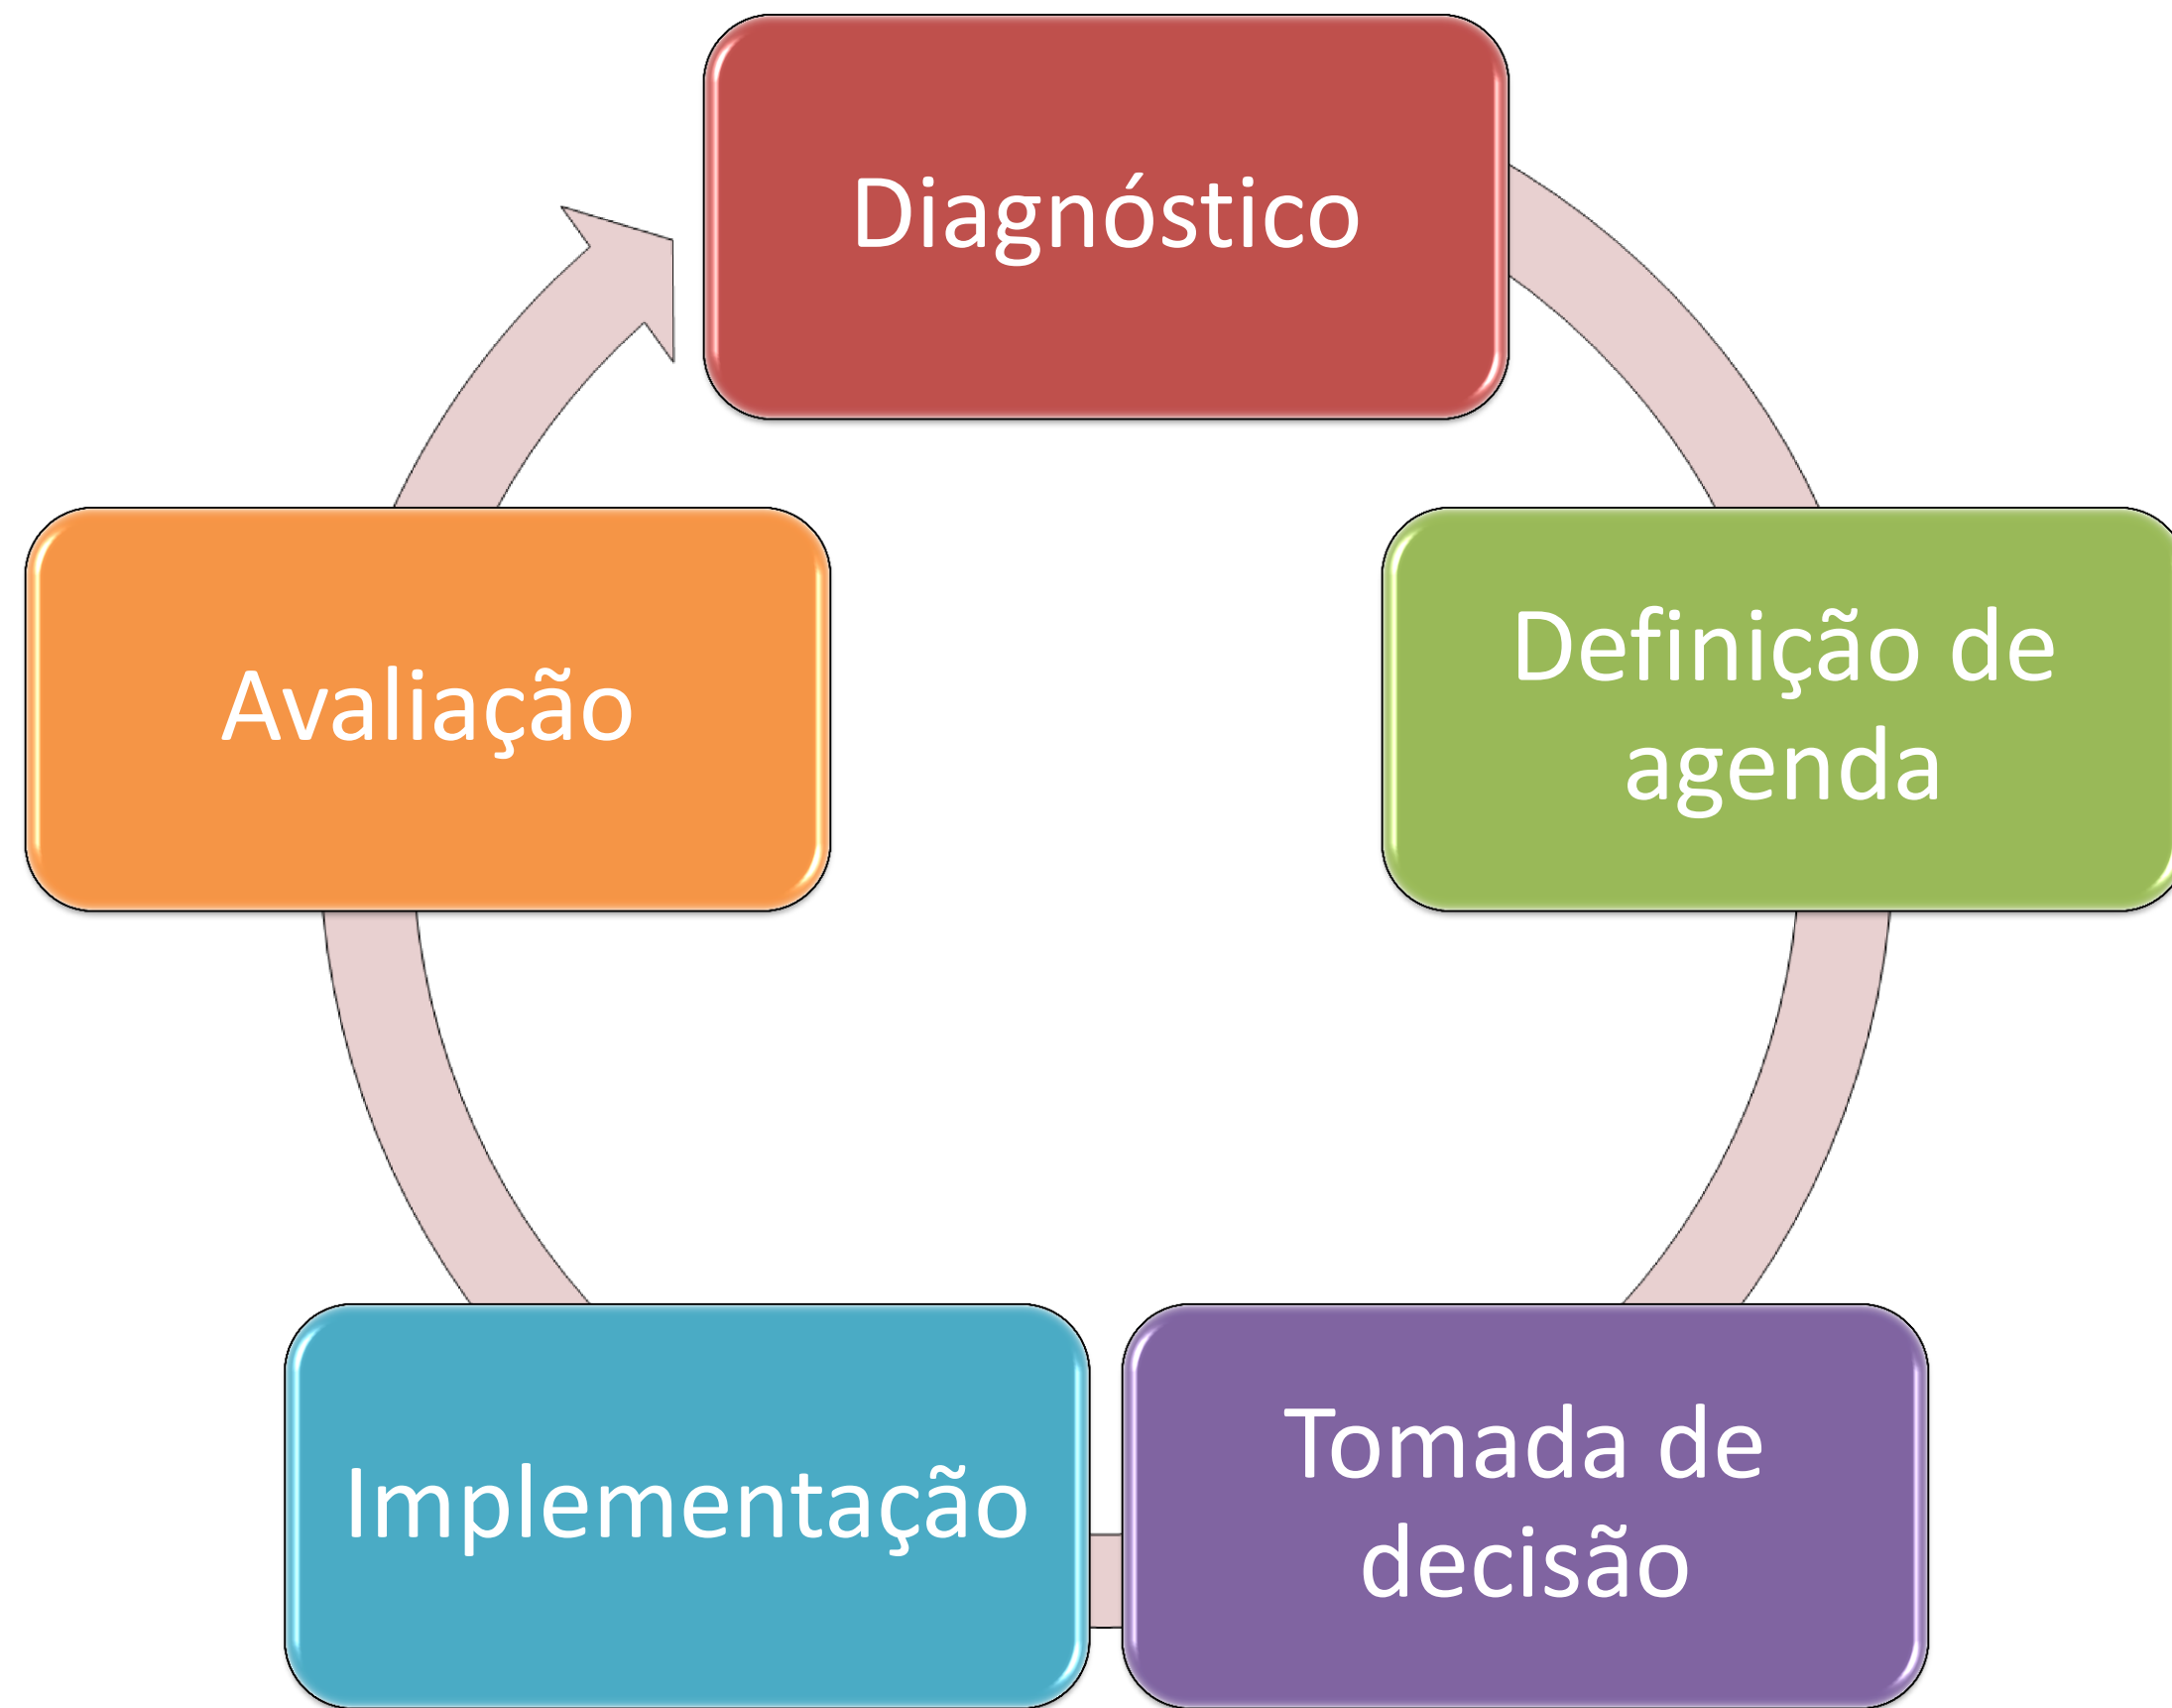 Diagnóstico
Definição de
agenda
Tomada de
decisão
Implementação
Avaliação